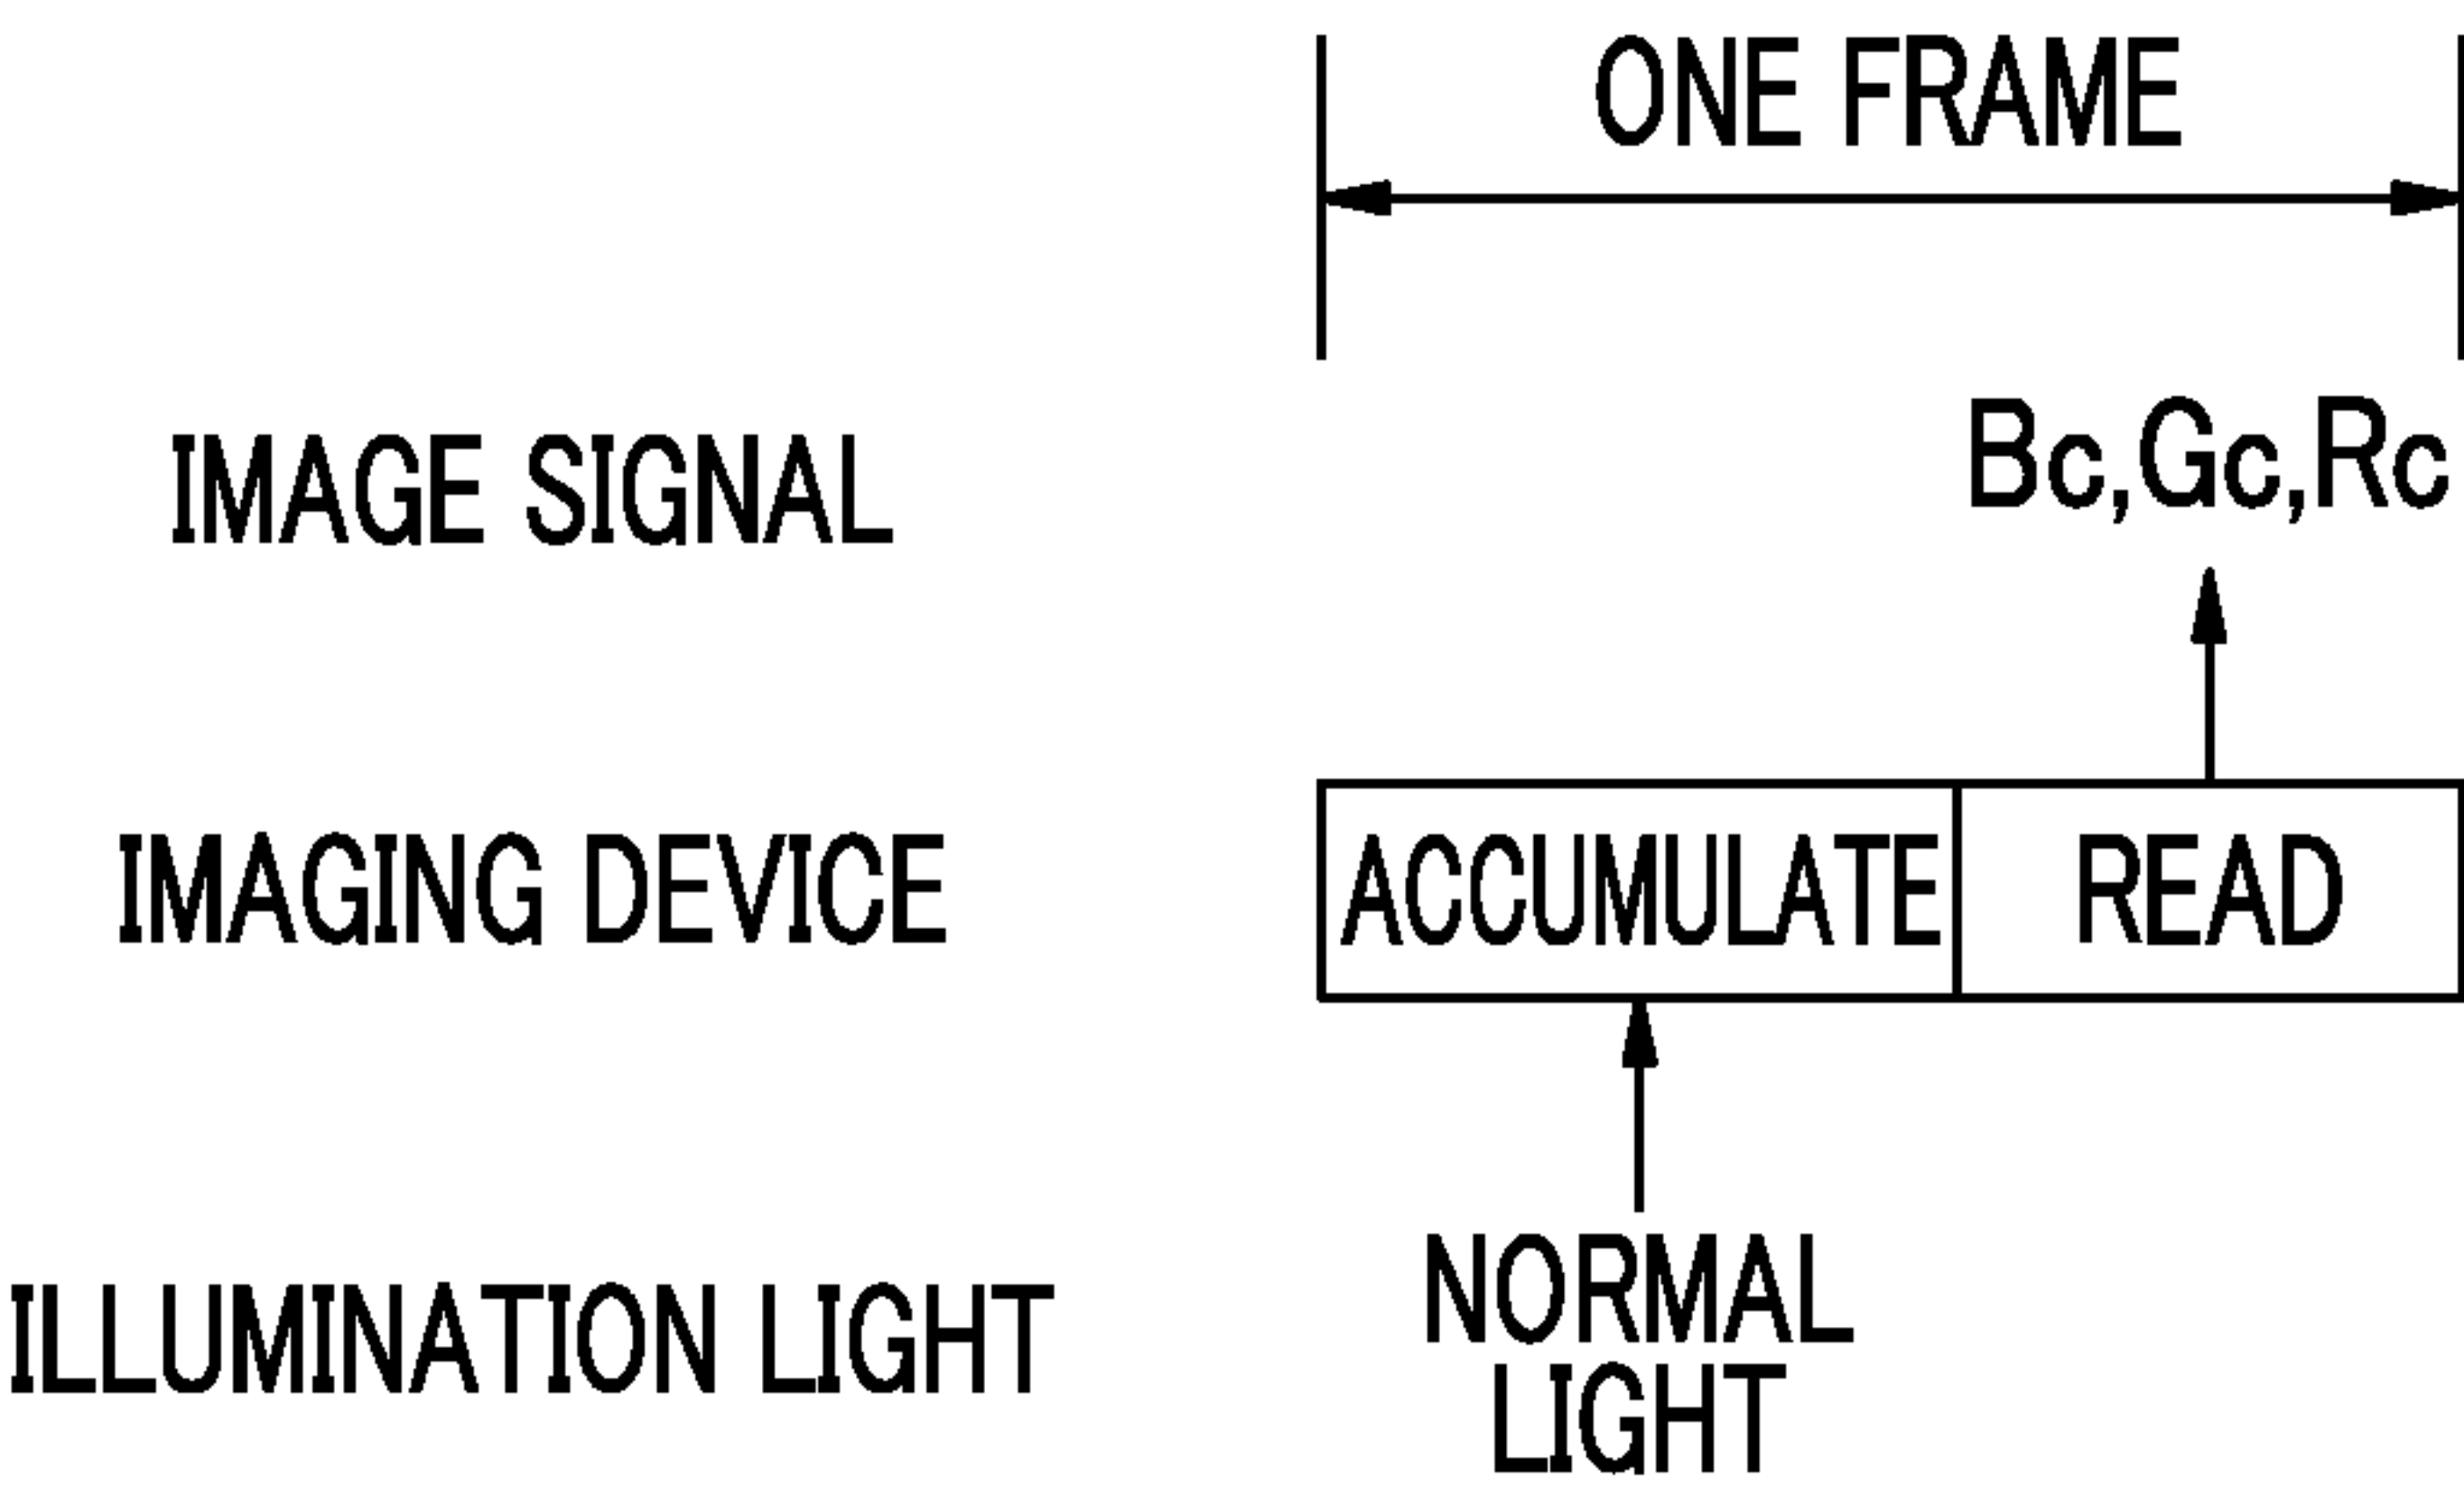 ONE FRAME
IMAGE SIGNAL
Bc,Gc,Rc
IMAGING DEVICE
ACCUMULATE
READ
ILLUMINATION LIGHT
NORMAL
LIGHT